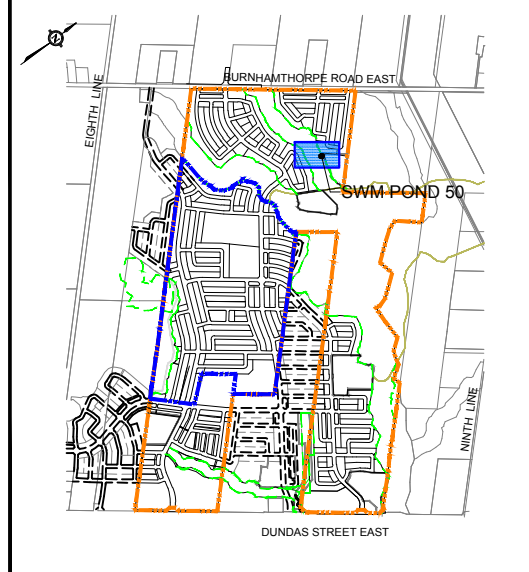 N
BURNHAMTHORPE ROAD EAST
EIGHTH LINE
SWM POND 50
NINTH LINE
DUNDAS STREET EAST